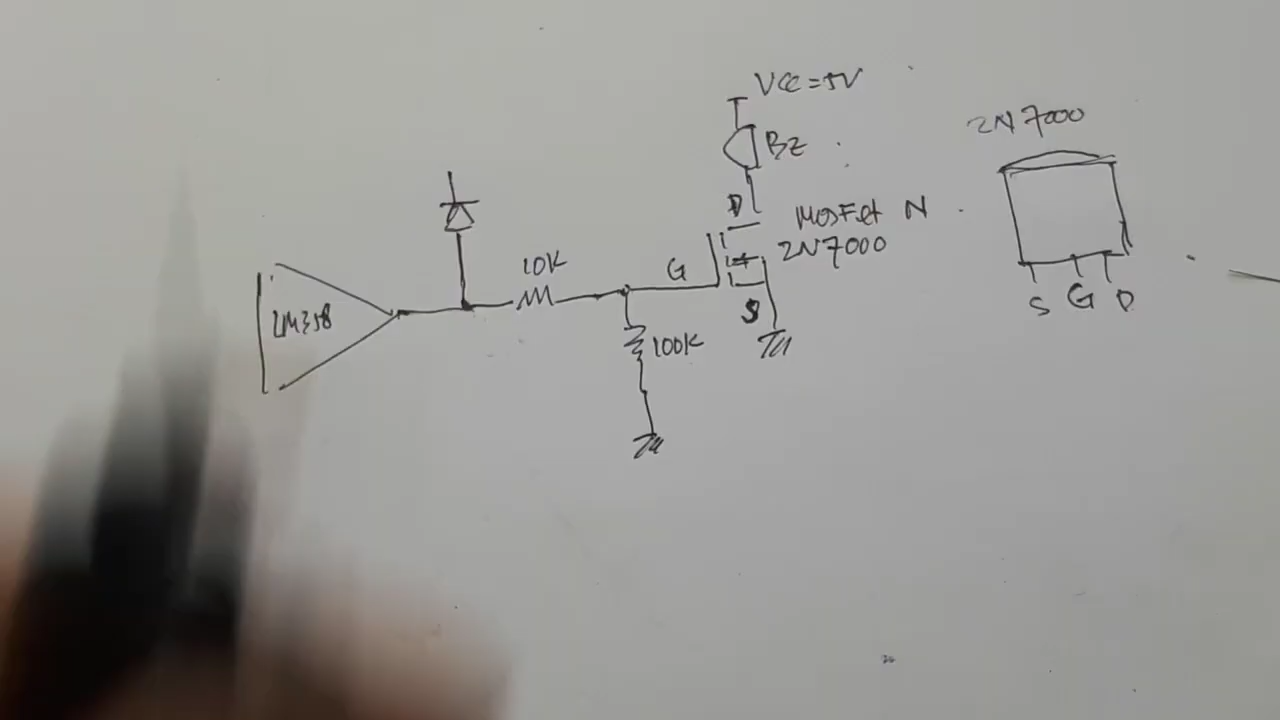 VCC=5V
2N7000
BZ
D
MOSFet N
2N7000
10K
G
LM358
S
100K
S G D